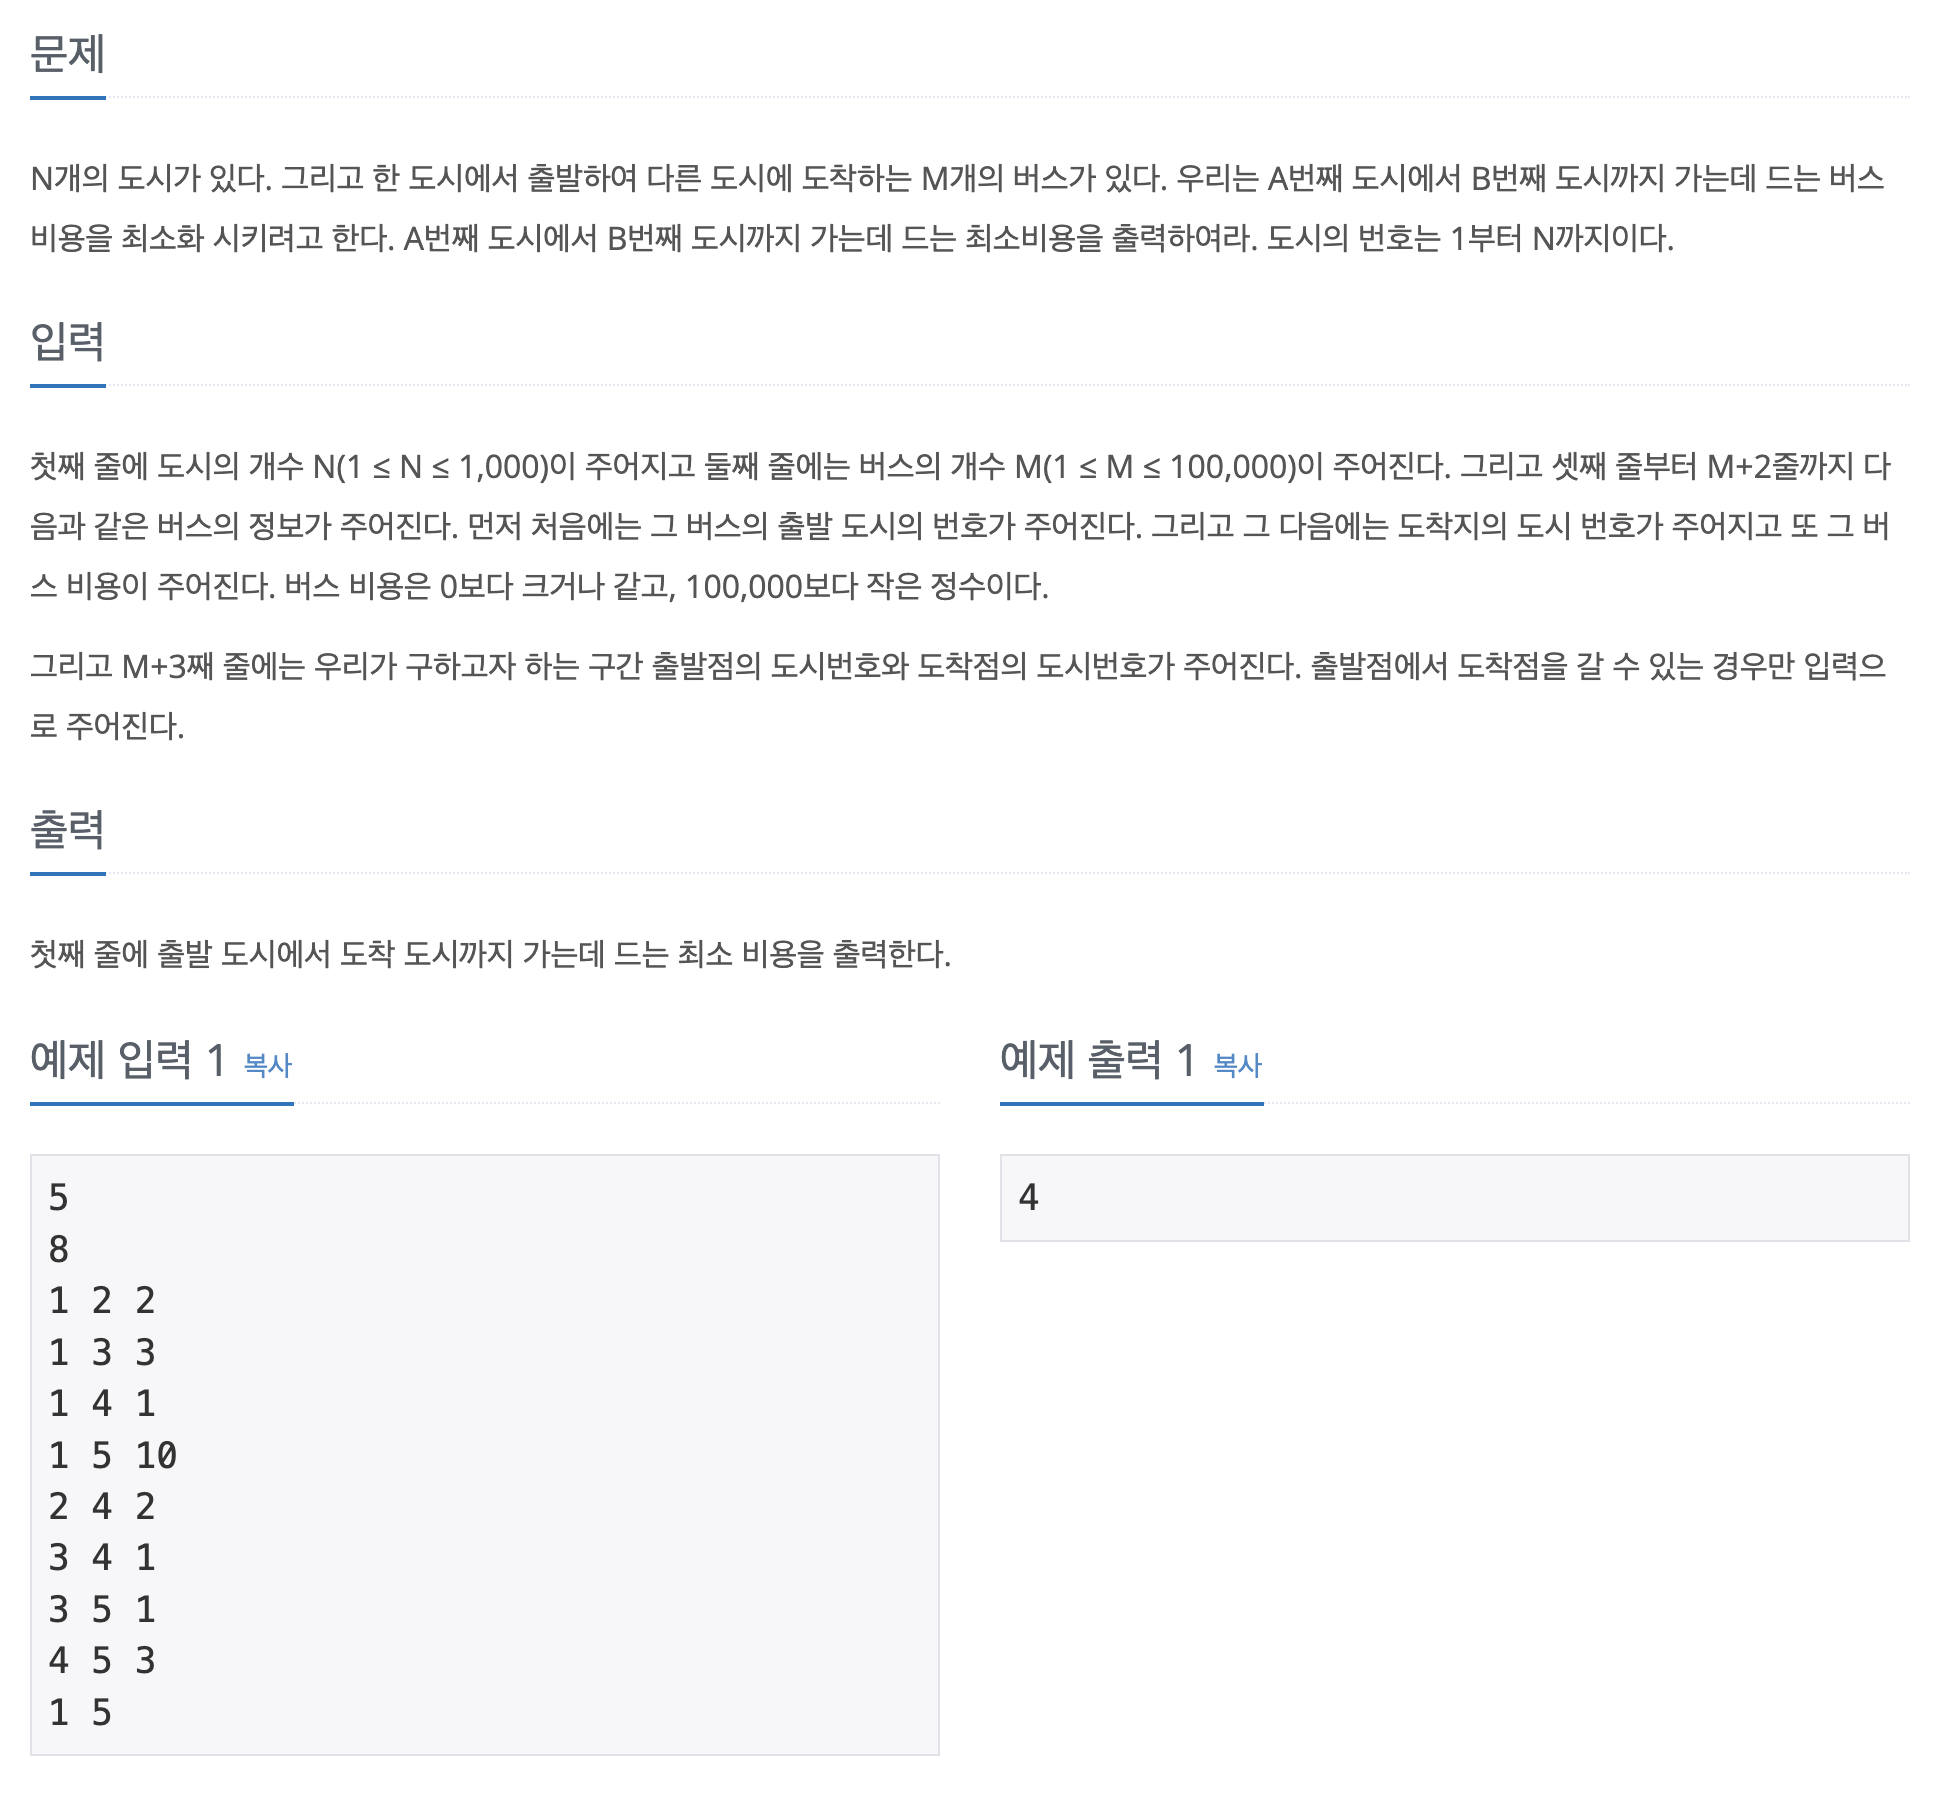 문제
N개의 도시가 있다. 그리고 한 도시에서 출발하여 다른 도시에 도착하는 M개의 버스가 있다. 우리는 A번째 도시에서 B번째 도시까지 가는데 드는 버스
비용을 최소화 시키려고 한다. A번째 도시에서 B번째 도시까지 가는데 드는 최소비용을 출력하여라. 도시의 번호는 1부터 N까지이다.
입력
첫째 줄에 도시의 개수 N(1 ≤ N ≤ 1,000)이 주어지고 둘째 줄에는 버스의 개수 M(1 ≤ M ≤ 100,000)이 주어진다. 그리고 셋째 줄부터 M+2줄까지 다
음과 같은 버스의 정보가 주어진다. 먼저 처음에는 그 버스의 출발 도시의 번호가 주어진다. 그리고 그 다음에는 도착지의 도시 번호가 주어지고 또 그 버
스 비용이 주어진다. 버스 비용은 0보다 크거나 같고, 100,000보다 작은 정수이다.
그리고 M+3째 줄에는 우리가 구하고자 하는 구간 출발점의 도시번호와 도착점의 도시번호가 주어진다. 출발점에서 도착점을 갈 수 있는 경우만 입력으
로 주어진다.
출력
첫째 줄에 출발 도시에서 도착 도시까지 가는데 드는 최소 비용을 출력한다.
예제 입력 1 복사
5
8
1 2 2
1 3 3
1 4 1
1 5 10
2 4 2
3 4 1
3 5 1
4 5 3
1 5
예제 출력 1 복사
4